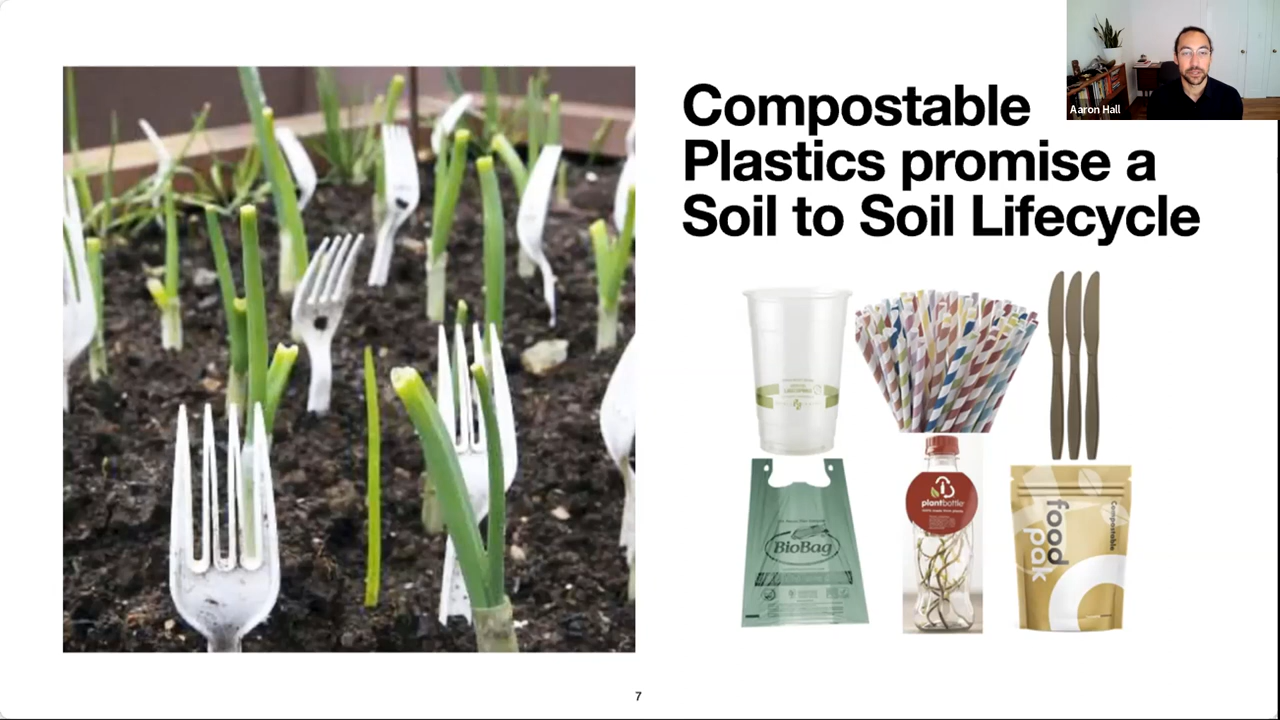 Compostable
Plastics promise a
Soil to Soil Lifecycle
Aaron Hall
BioBag
plantbottle
Compostable
food
pak
7